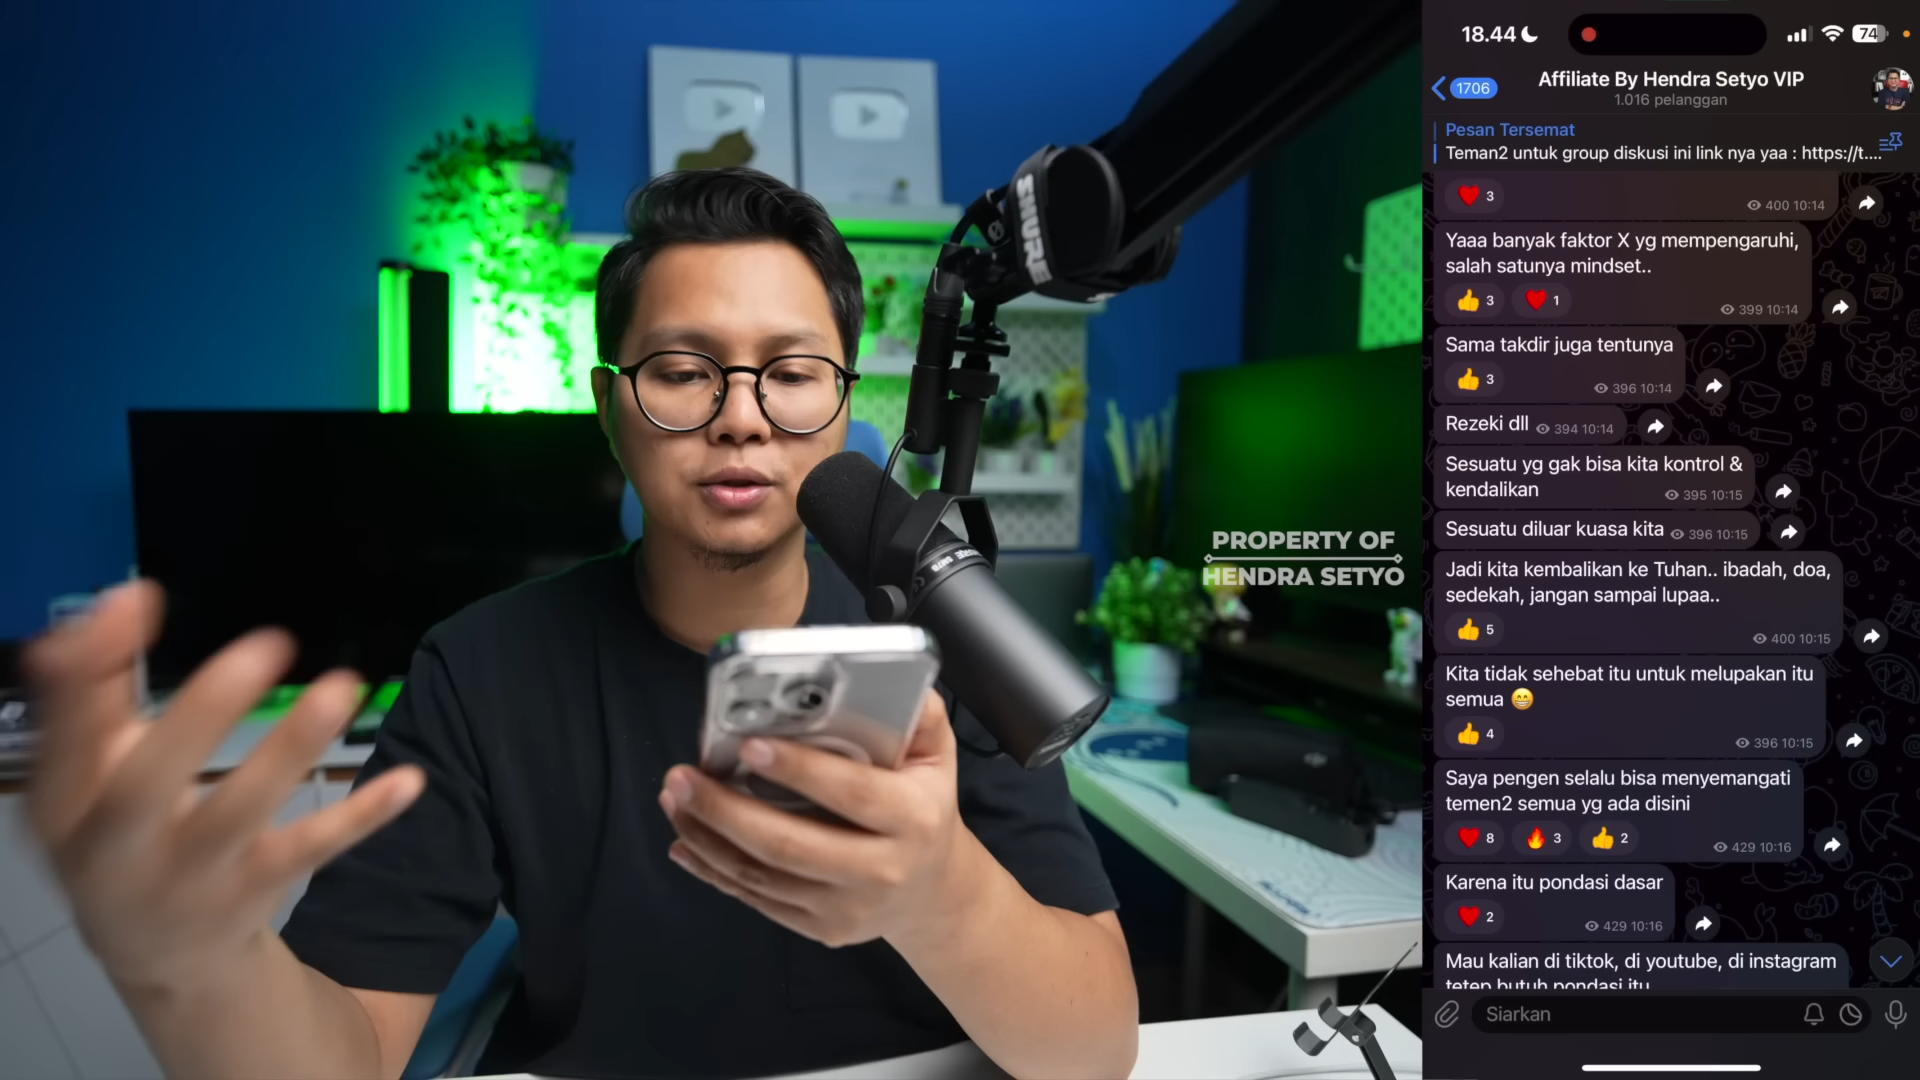 SHURE
PROPERTY OF
HENDRA SETYO
18.44
74
1706
Affiliate By Hendra Setyo VIP
1.016 pelanggan
Pesan Tersemat
Teman2 untuk group diskusi ini link nya yaa : https://t....
❤️ 3
400 10:14
Yaaa banyak faktor X yg mempengaruhi,
salah satunya mindset..
👍 3 ❤️ 1
399 10:14
Sama takdir juga tentunya
👍 3
396 10:14
Rezeki dll 394 10:14
Sesuatu yg gak bisa kita kontrol &
kendalikan 395 10:15
Sesuatu diluar kuasa kita 396 10:15
Jadi kita kembalikan ke Tuhan.. ibadah, doa,
sedekah, jangan sampai lupaa..
👍 5
400 10:15
Kita tidak sehebat itu untuk melupakan itu
semua 😁
👍 4
396 10:15
Saya pengen selalu bisa menyemangati
temen2 semua yg ada disini
❤️ 8 🔥 3 👍 2
429 10:16
Karena itu pondasi dasar
❤️ 2
429 10:16
Mau kalian di tiktok, di youtube, di instagram
tetep butuh pondasi itu
Siarkan